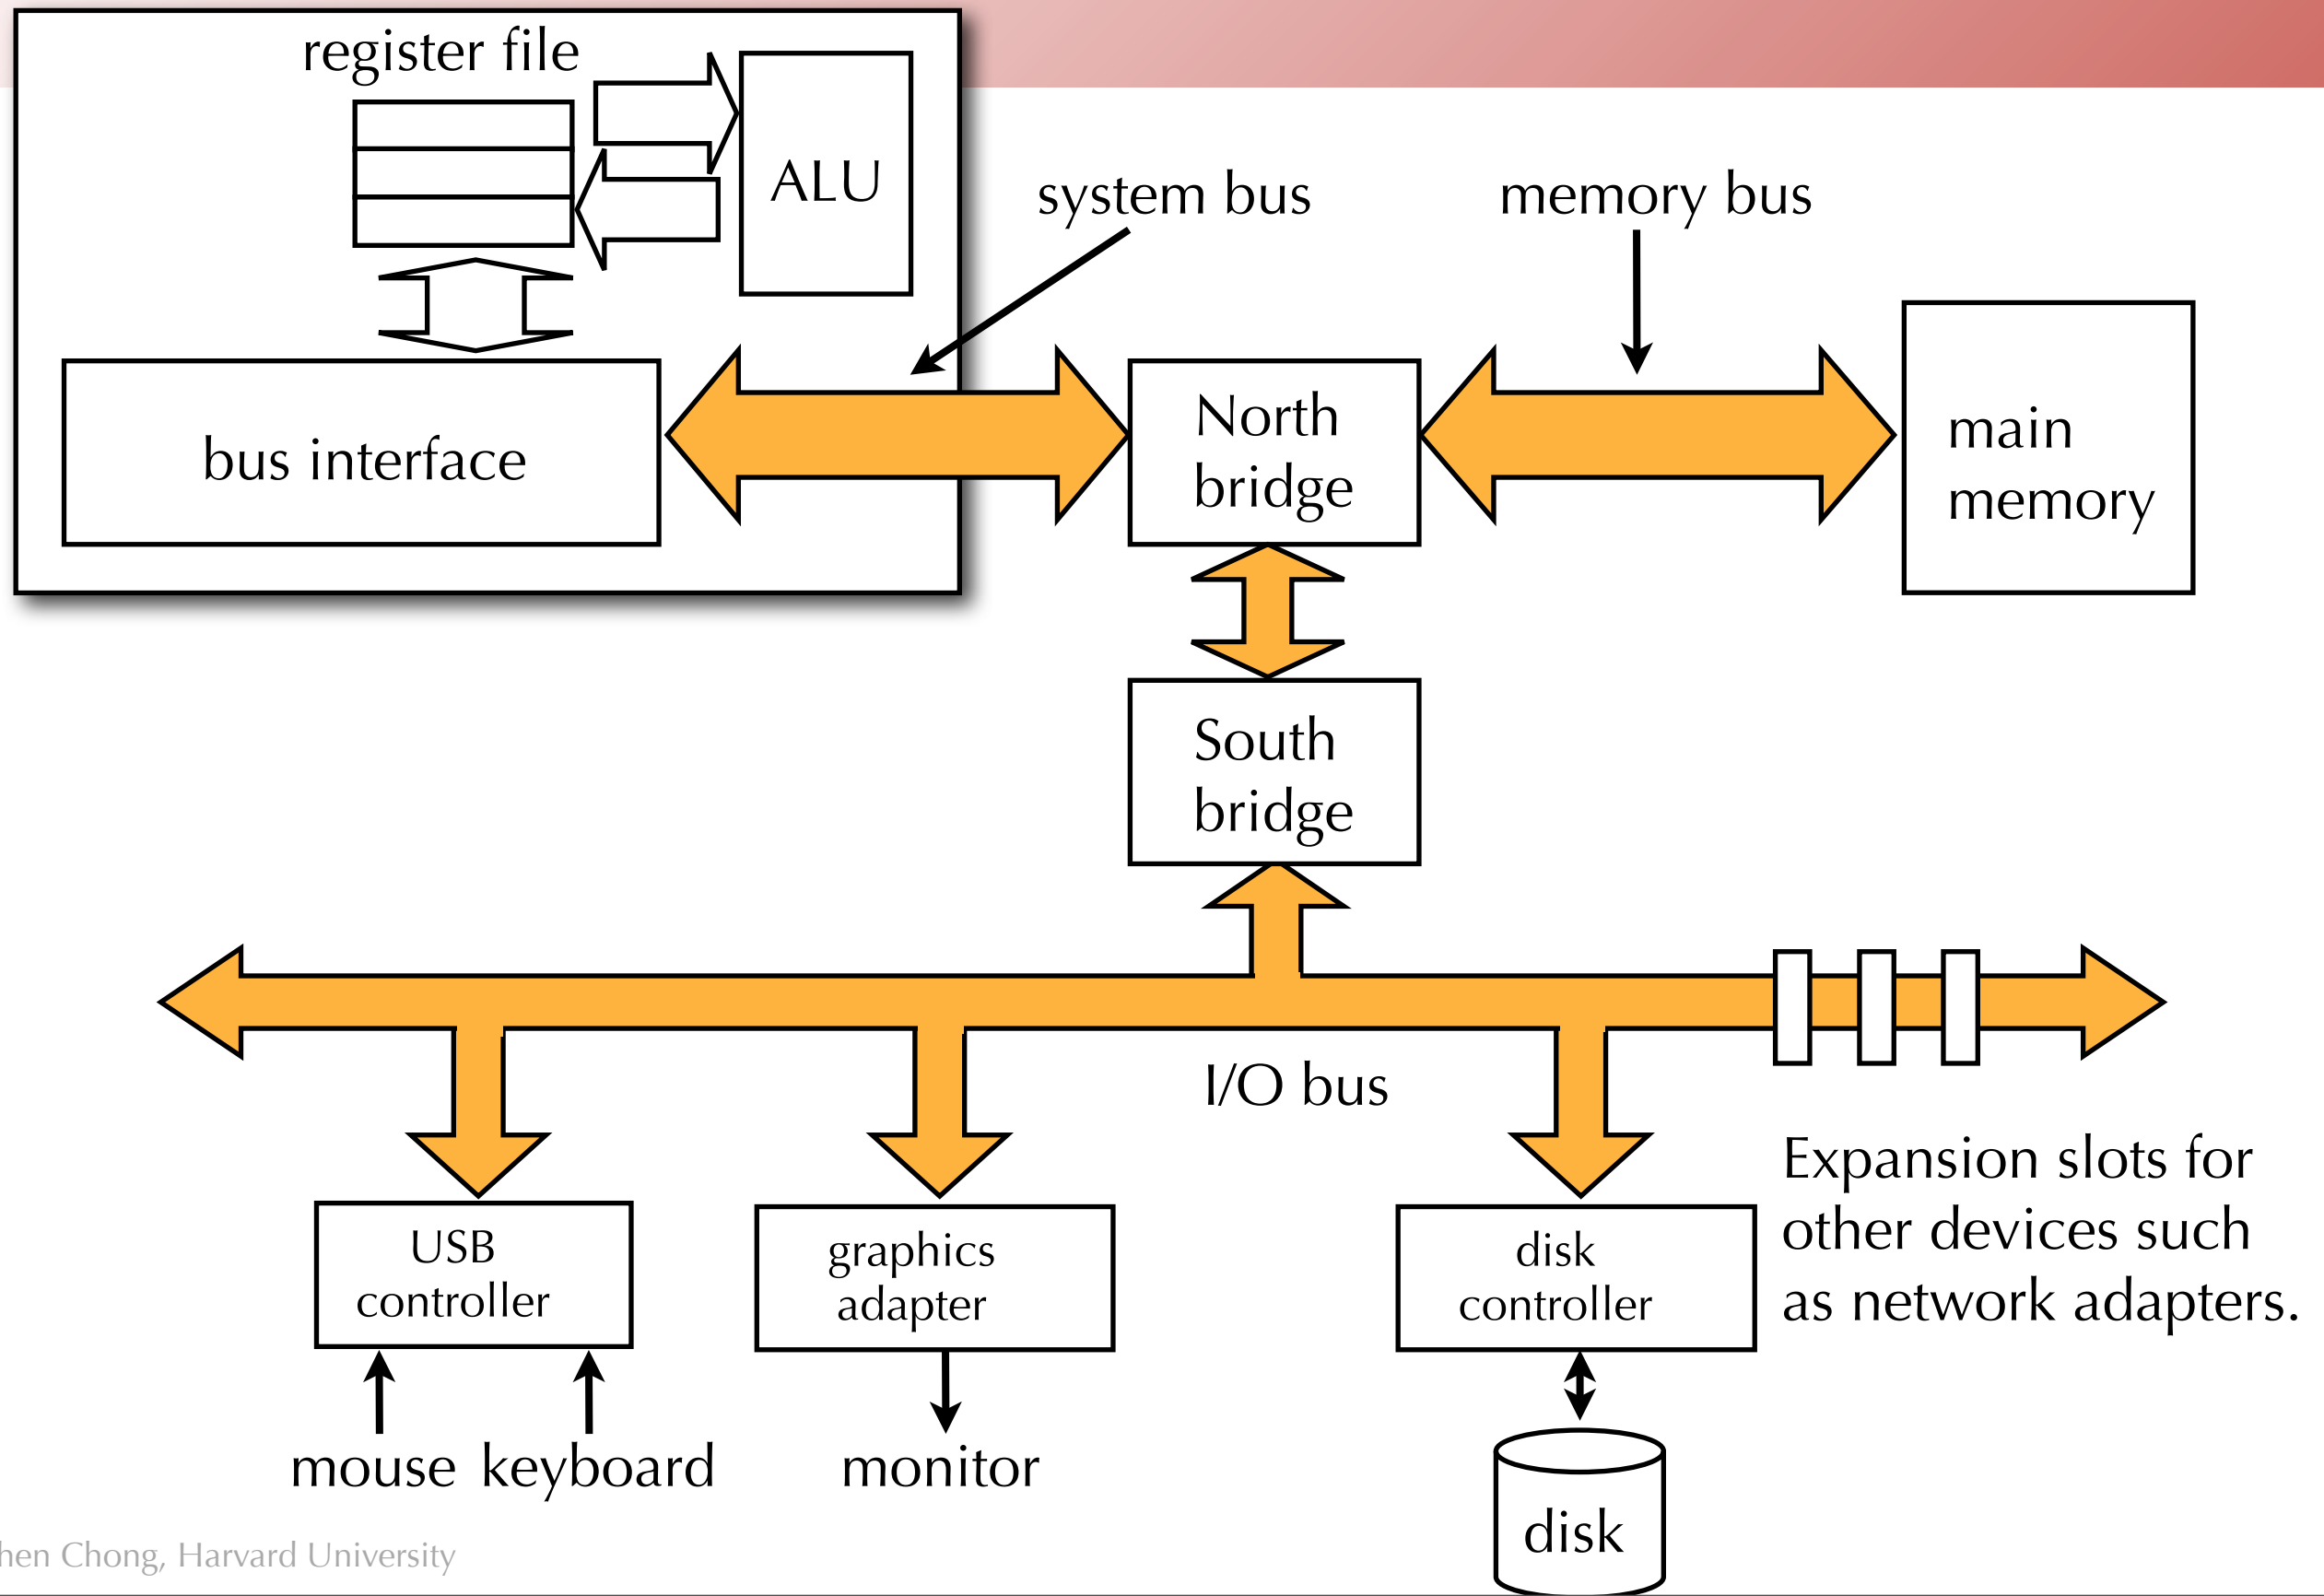 register file
ALU
system bus
memory bus
bus interface
North
bridge
main
memory
South
bridge
I/O bus
Expansion slots for
other devices such
as network adapters.
USB
controller
graphics
adapter
disk
controller
mouse
keyboard
monitor
disk
Chong, Harvard University